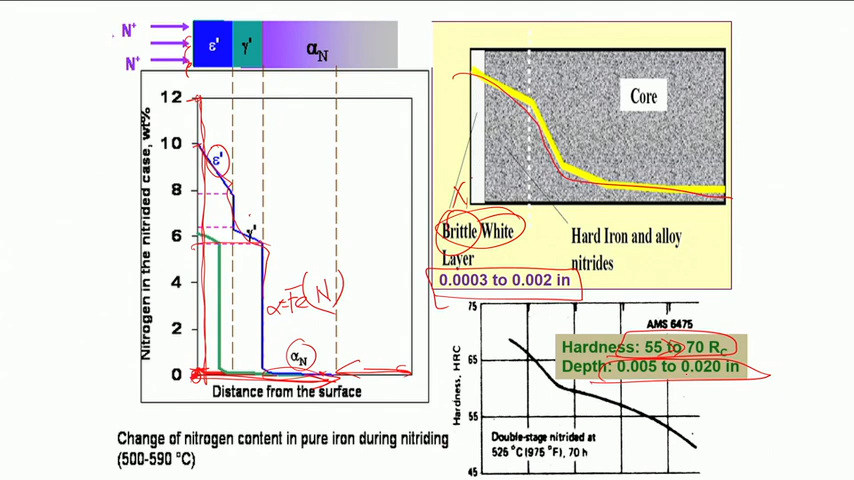 N⁺
N⁺
ε'
γ'
αN
12
10
8
6
4
2
0
Nitrogen in the nitrided case, wt%
ε'
γ'
α-Fe(N)
αN
Distance from the surface
Change of nitrogen content in pure iron during nitriding
(500-590 °C)
Core
Brittle White
Layer
Hard Iron and alloy
nitrides
0.0003 to 0.002 in
75
65
55
45
Hardness, HRC
AMS 6475
Hardness: 55 to 70 RC
Depth: 0.005 to 0.020 in
Double-stage nitrided at
525 °C (975 °F), 70 h